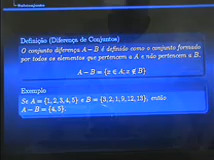 Definição (Diferença de Conjuntos)
O conjunto diferença A − B é definido como o conjunto formado
por todos os elementos que pertencem a A e não pertencem a B.
A − B = {x ∈ A; x ∉ B}
Exemplo
Se A = {1, 2, 3, 4, 5} e B = {3, 2, 1, 9, 12, 13}, então
A − B = {4, 5}.